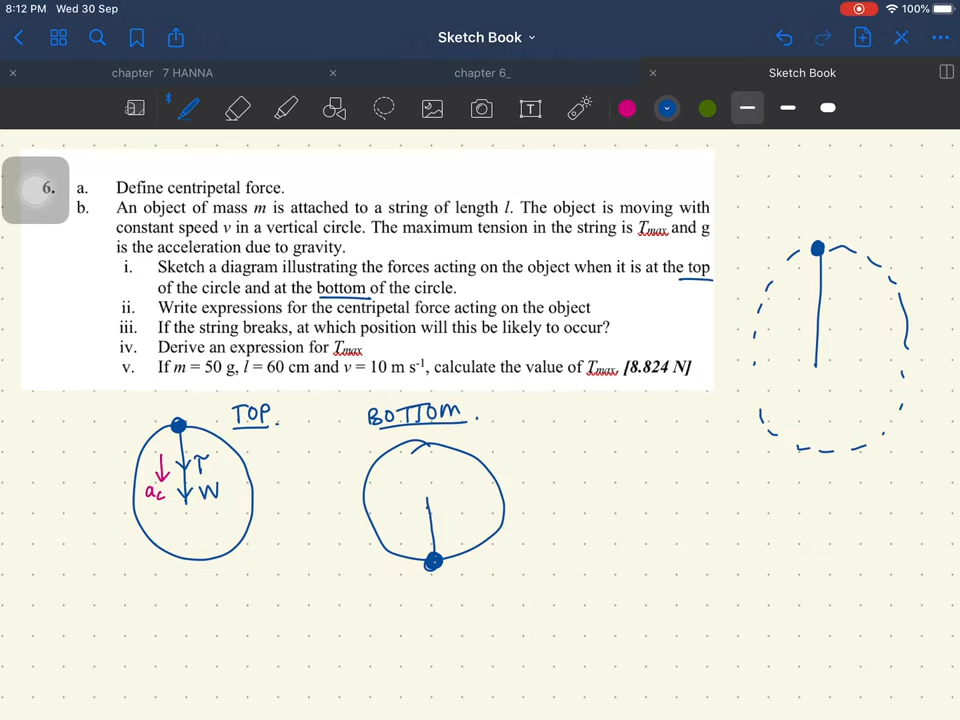 8:12 PM Wed 30 Sep 100%
Sketch Book
chapter 7 HANNA
chapter 6_
Sketch Book
6. a. Define centripetal force.
b. An object of mass m is attached to a string of length l. The object is moving with
constant speed v in a vertical circle. The maximum tension in the string is Tmax and g
is the acceleration due to gravity.
i. Sketch a diagram illustrating the forces acting on the object when it is at the top
of the circle and at the bottom of the circle.
ii. Write expressions for the centripetal force acting on the object
iii. If the string breaks, at which position will this be likely to occur?
iv. Derive an expression for Tmax
v. If m = 50 g, l = 60 cm and v = 10 m s-1, calculate the value of Tmax. [8.824 N]
TOP.
BOTTOM.
T
ac W